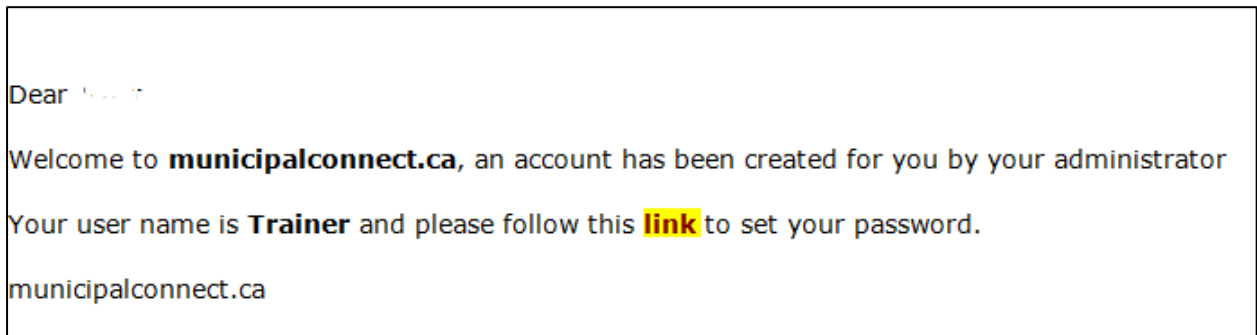 Dear
Welcome to municipalconnect.ca, an account has been created for you by your administrator
Your user name is Trainer and please follow this link to set your password.
municipalconnect.ca